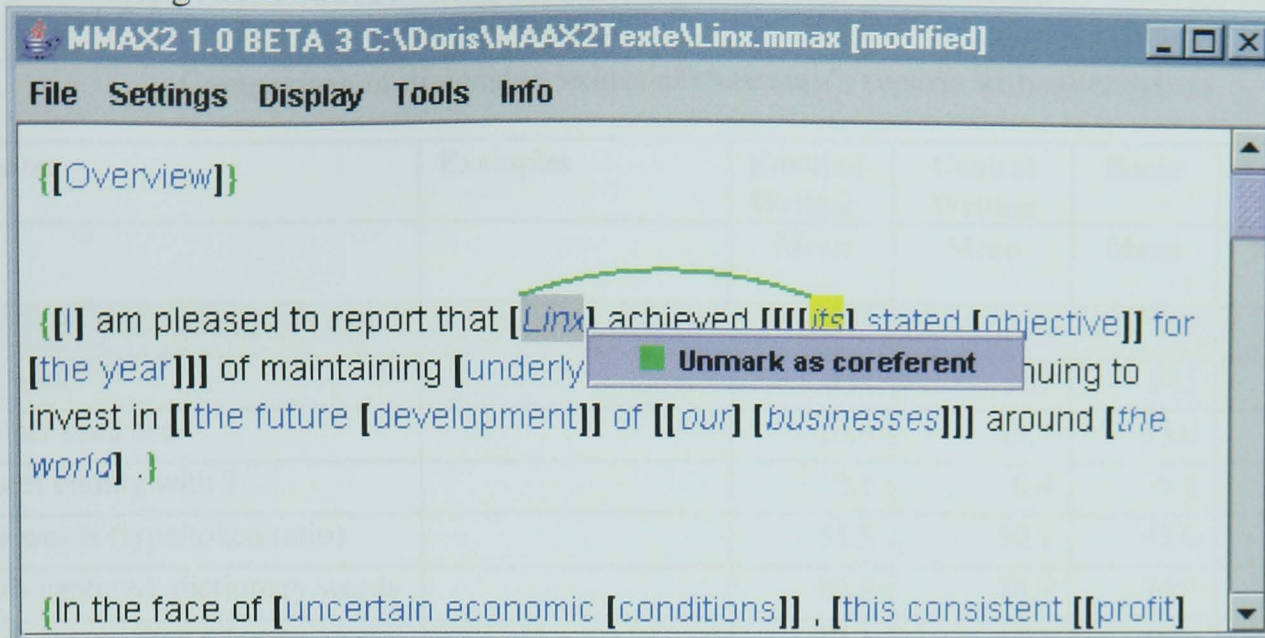 MMAX2 1.0 BETA 3 C:\Doris\MAAX2Texte\Linx.mmax [modified]
File Settings Display Tools Info
{[Overview]}
{[I] am pleased to report that [Linx] achieved [[[[its] stated [objective]] for
[the year]]] of maintaining [underly nuing to
Unmark as coreferent
invest in [[the future [development]] of [[our] [businesses]]] around [the
world] .}
{In the face of [uncertain economic [conditions]] , [this consistent [[profit]